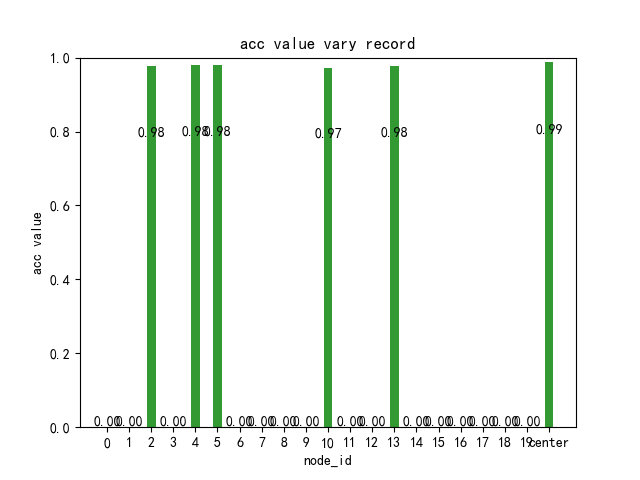 acc value vary record
1.0
0.8
0.6
0.4
0.2
0.0
acc value
0.98 0.98 0.98 0.97 0.98 0.99
0.00 0.00 0.00 0.00 0.00 0.00 0.00 0.00 0.00 0.00 0.00 0.00 0.00 0.00 0.00
0 1 2 3 4 5 6 7 8 9 10 11 12 13 14 15 16 17 18 19 center
node_id